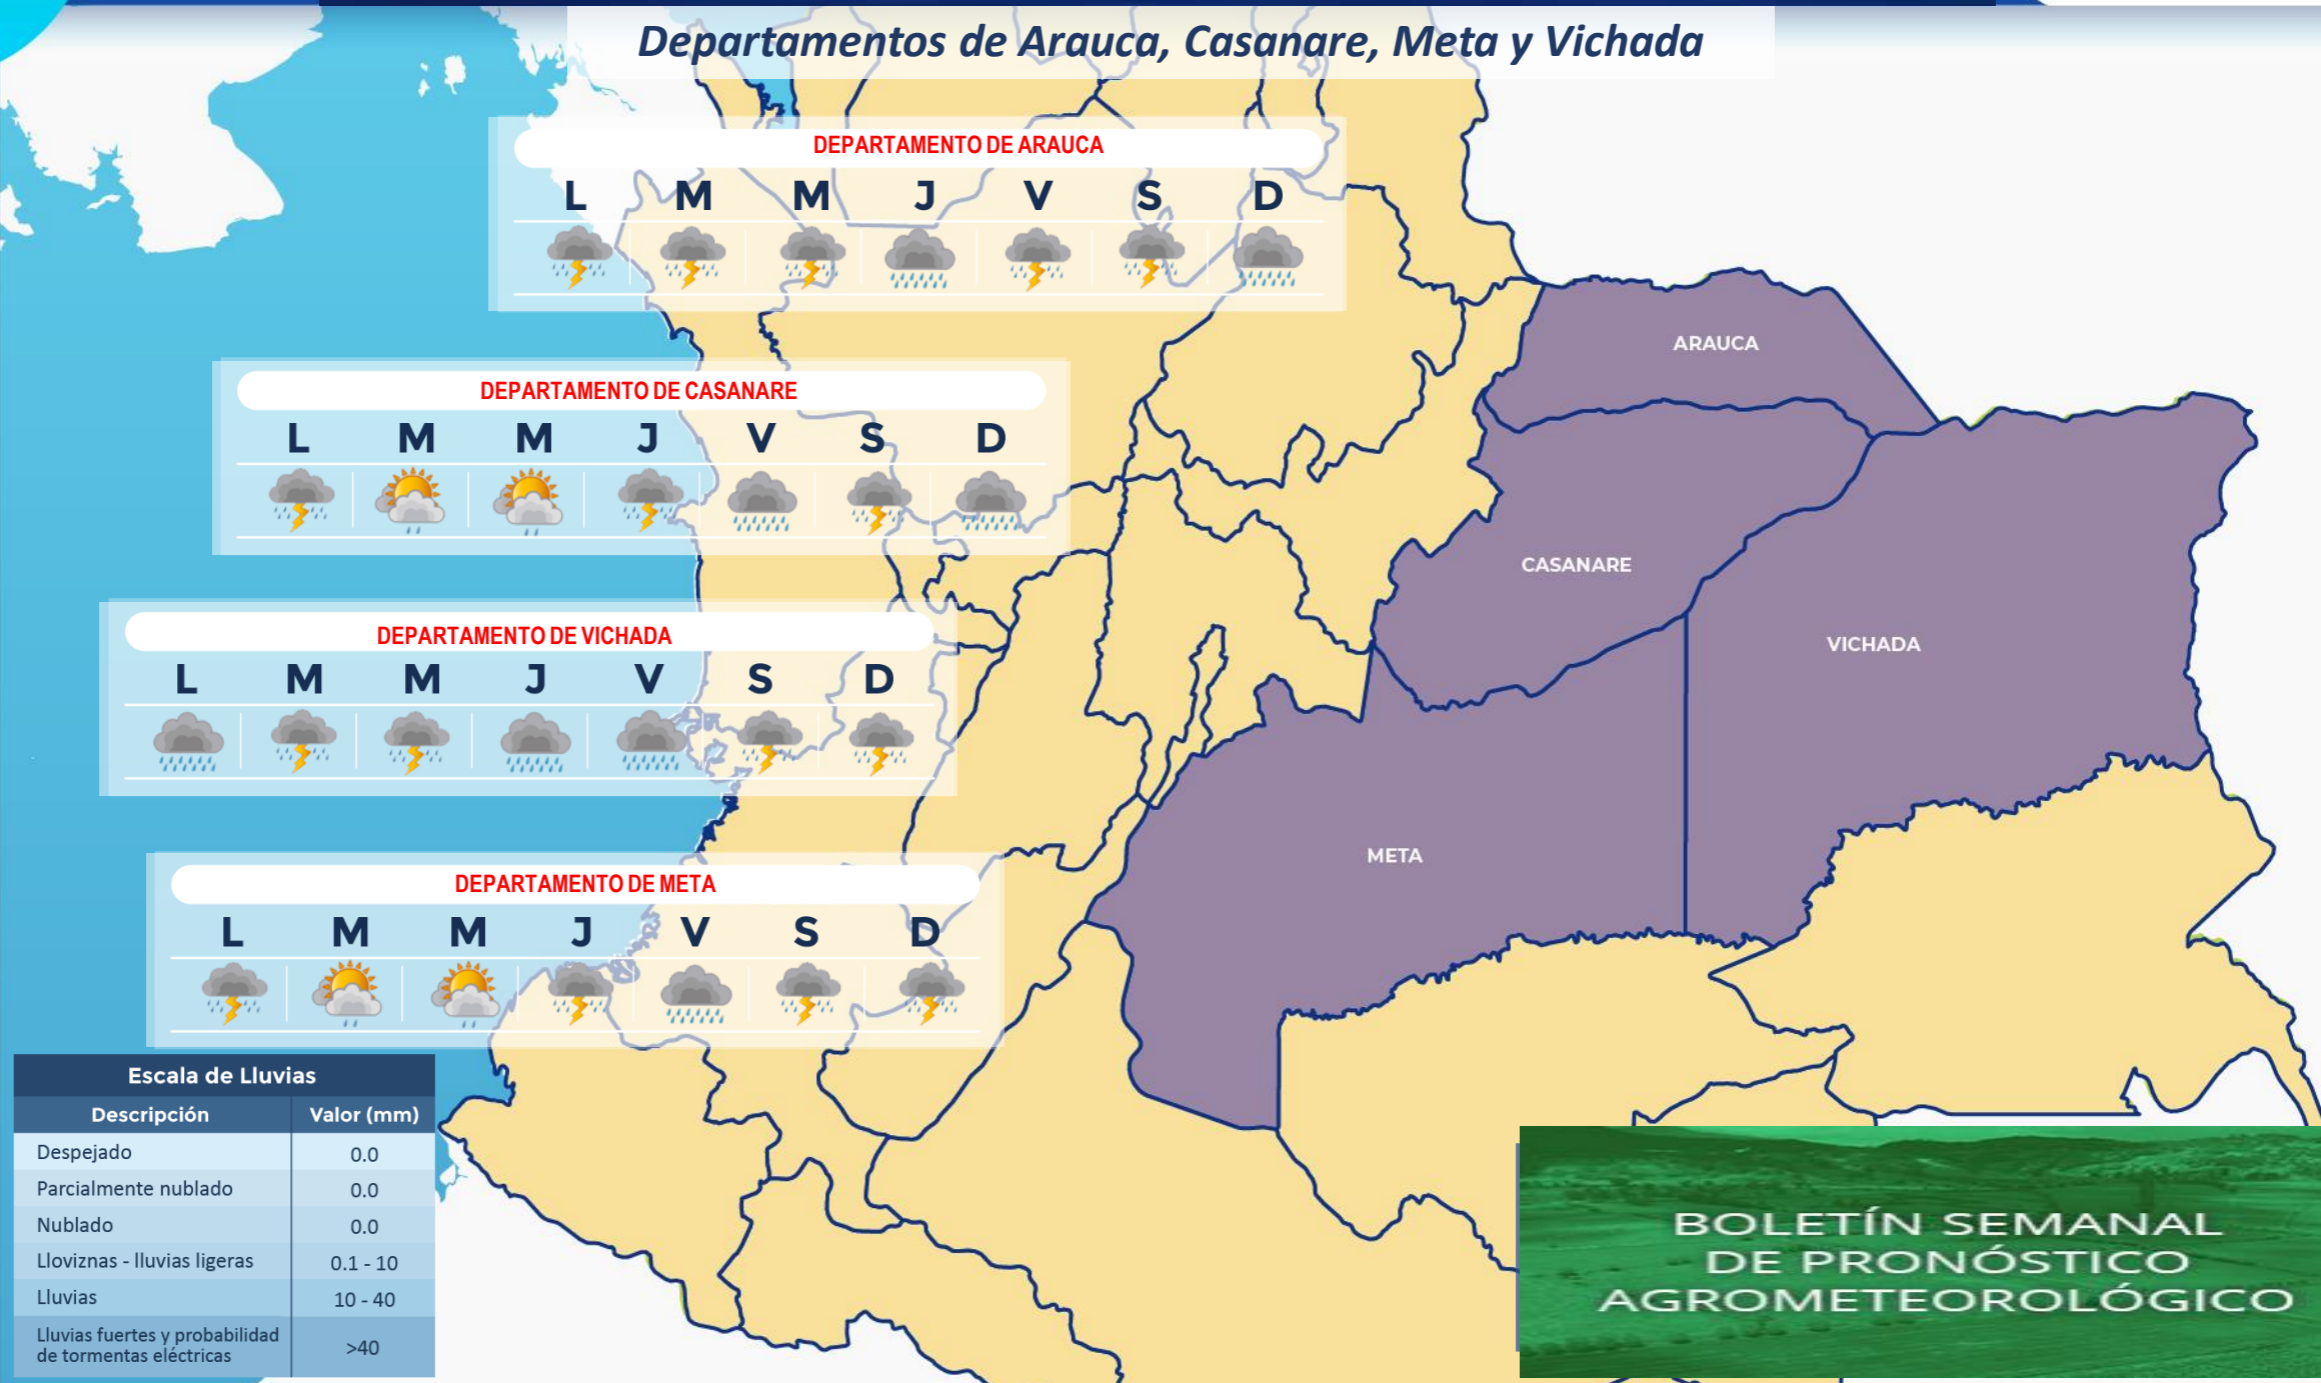 Departamentos de Arauca, Casanare, Meta y Vichada
DEPARTAMENTO DE ARAUCA
L M M J V S D
DEPARTAMENTO DE CASANARE
L M M J V S D
DEPARTAMENTO DE VICHADA
L M M J V S D
DEPARTAMENTO DE META
L M M J V S D
ARAUCA
CASANARE
VICHADA
META
Escala de Lluvias
Descripción Valor (mm)
Despejado 0.0
Parcialmente nublado 0.0
Nublado 0.0
Lloviznas - lluvias ligeras 0.1 - 10
Lluvias 10 - 40
Lluvias fuertes y probabilidad
de tormentas eléctricas >40
BOLETÍN SEMANAL
DE PRONÓSTICO
AGROMETEOROLÓGICO